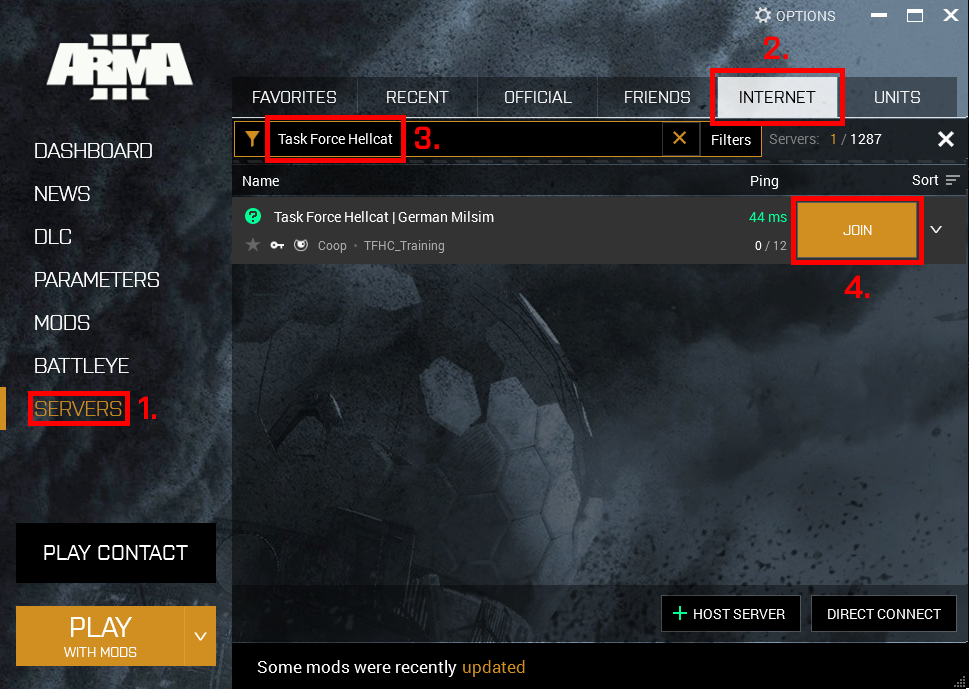 OPTIONS
2.
ARMA
III
FAVORITES RECENT OFFICIAL FRIENDS INTERNET UNITS
Task Force Hellcat 3. Filters Servers: 1 / 1287
Name Ping Sort
Task Force Hellcat | German Milsim 44 ms
JOIN
Coop • TFHC_Training 0 / 12
4.
DASHBOARD
NEWS
DLC
PARAMETERS
MODS
BATTLEYE
SERVERS 1.
PLAY CONTACT
PLAY
WITH MODS
HOST SERVER DIRECT CONNECT
Some mods were recently updated